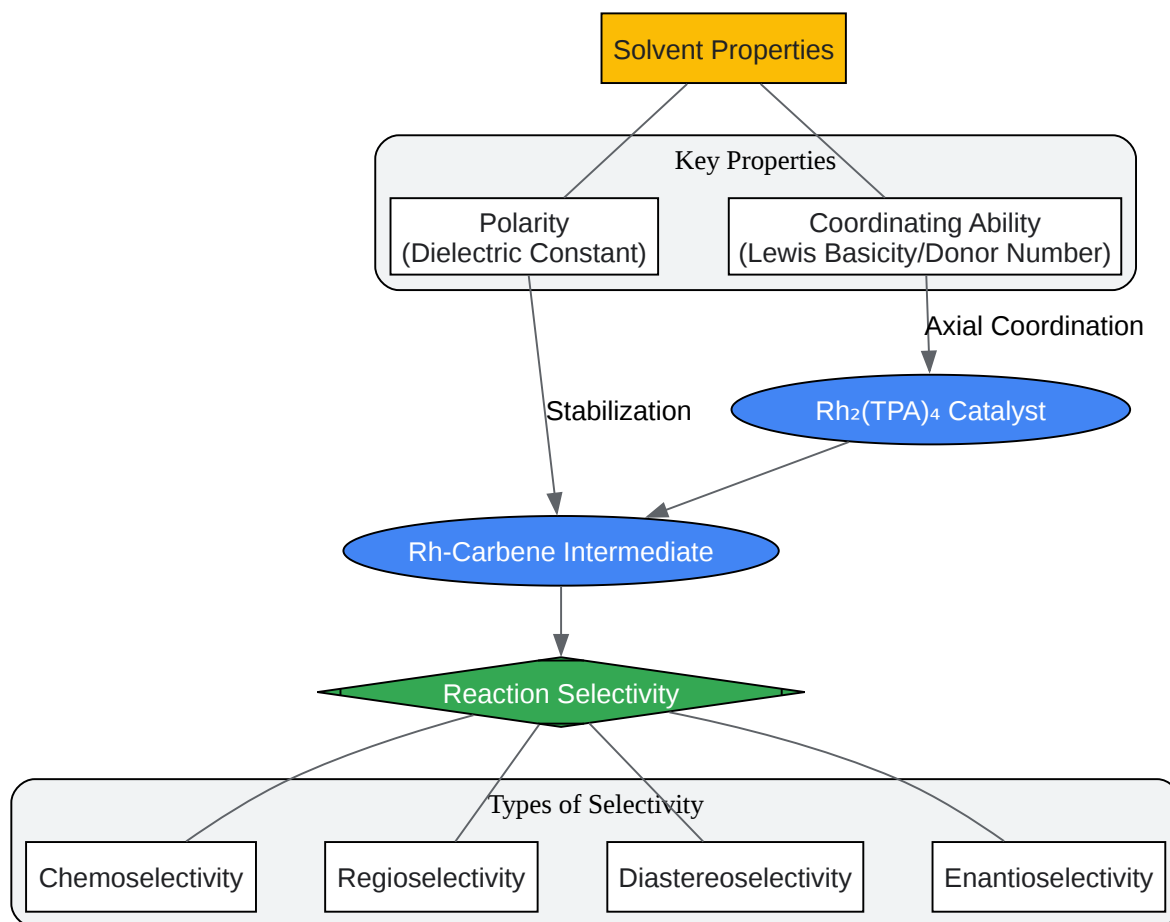 Solvent Properties
Key Properties
Polarity
(Dielectric Constant)
Coordinating Ability
(Lewis Basicity/Donor Number)
Axial Coordination
Stabilization
Rh₂(TPA)₄ Catalyst
Rh-Carbene Intermediate
Reaction Selectivity
Types of Selectivity
Chemoselectivity
Regioselectivity
Diastereoselectivity
Enantioselectivity